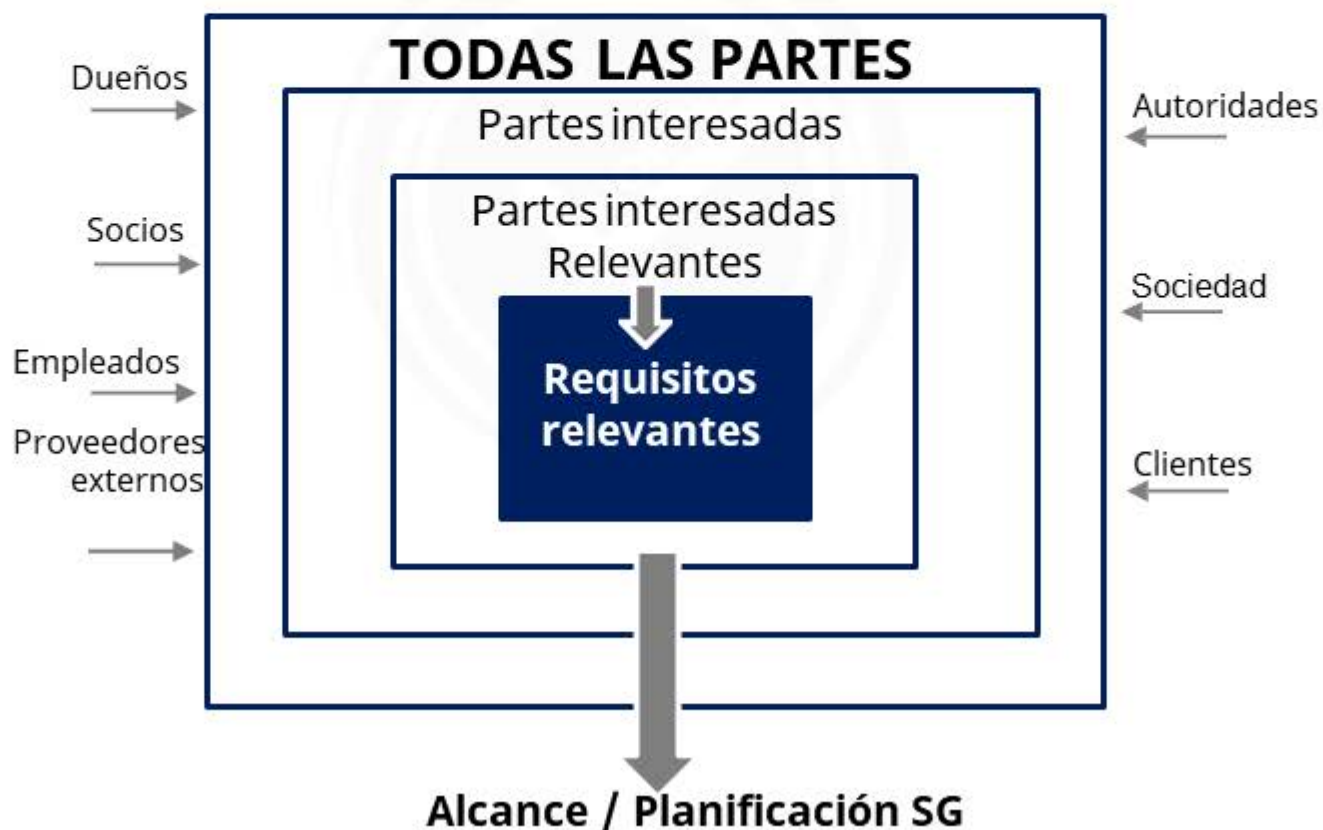 TODAS LAS PARTES
Dueños
Autoridades
Partes interesadas
Partes interesadas
Relevantes
Socios
Sociedad
Empleados
Requisitos
relevantes
Proveedores
externos
Clientes
Alcance / Planificación SG